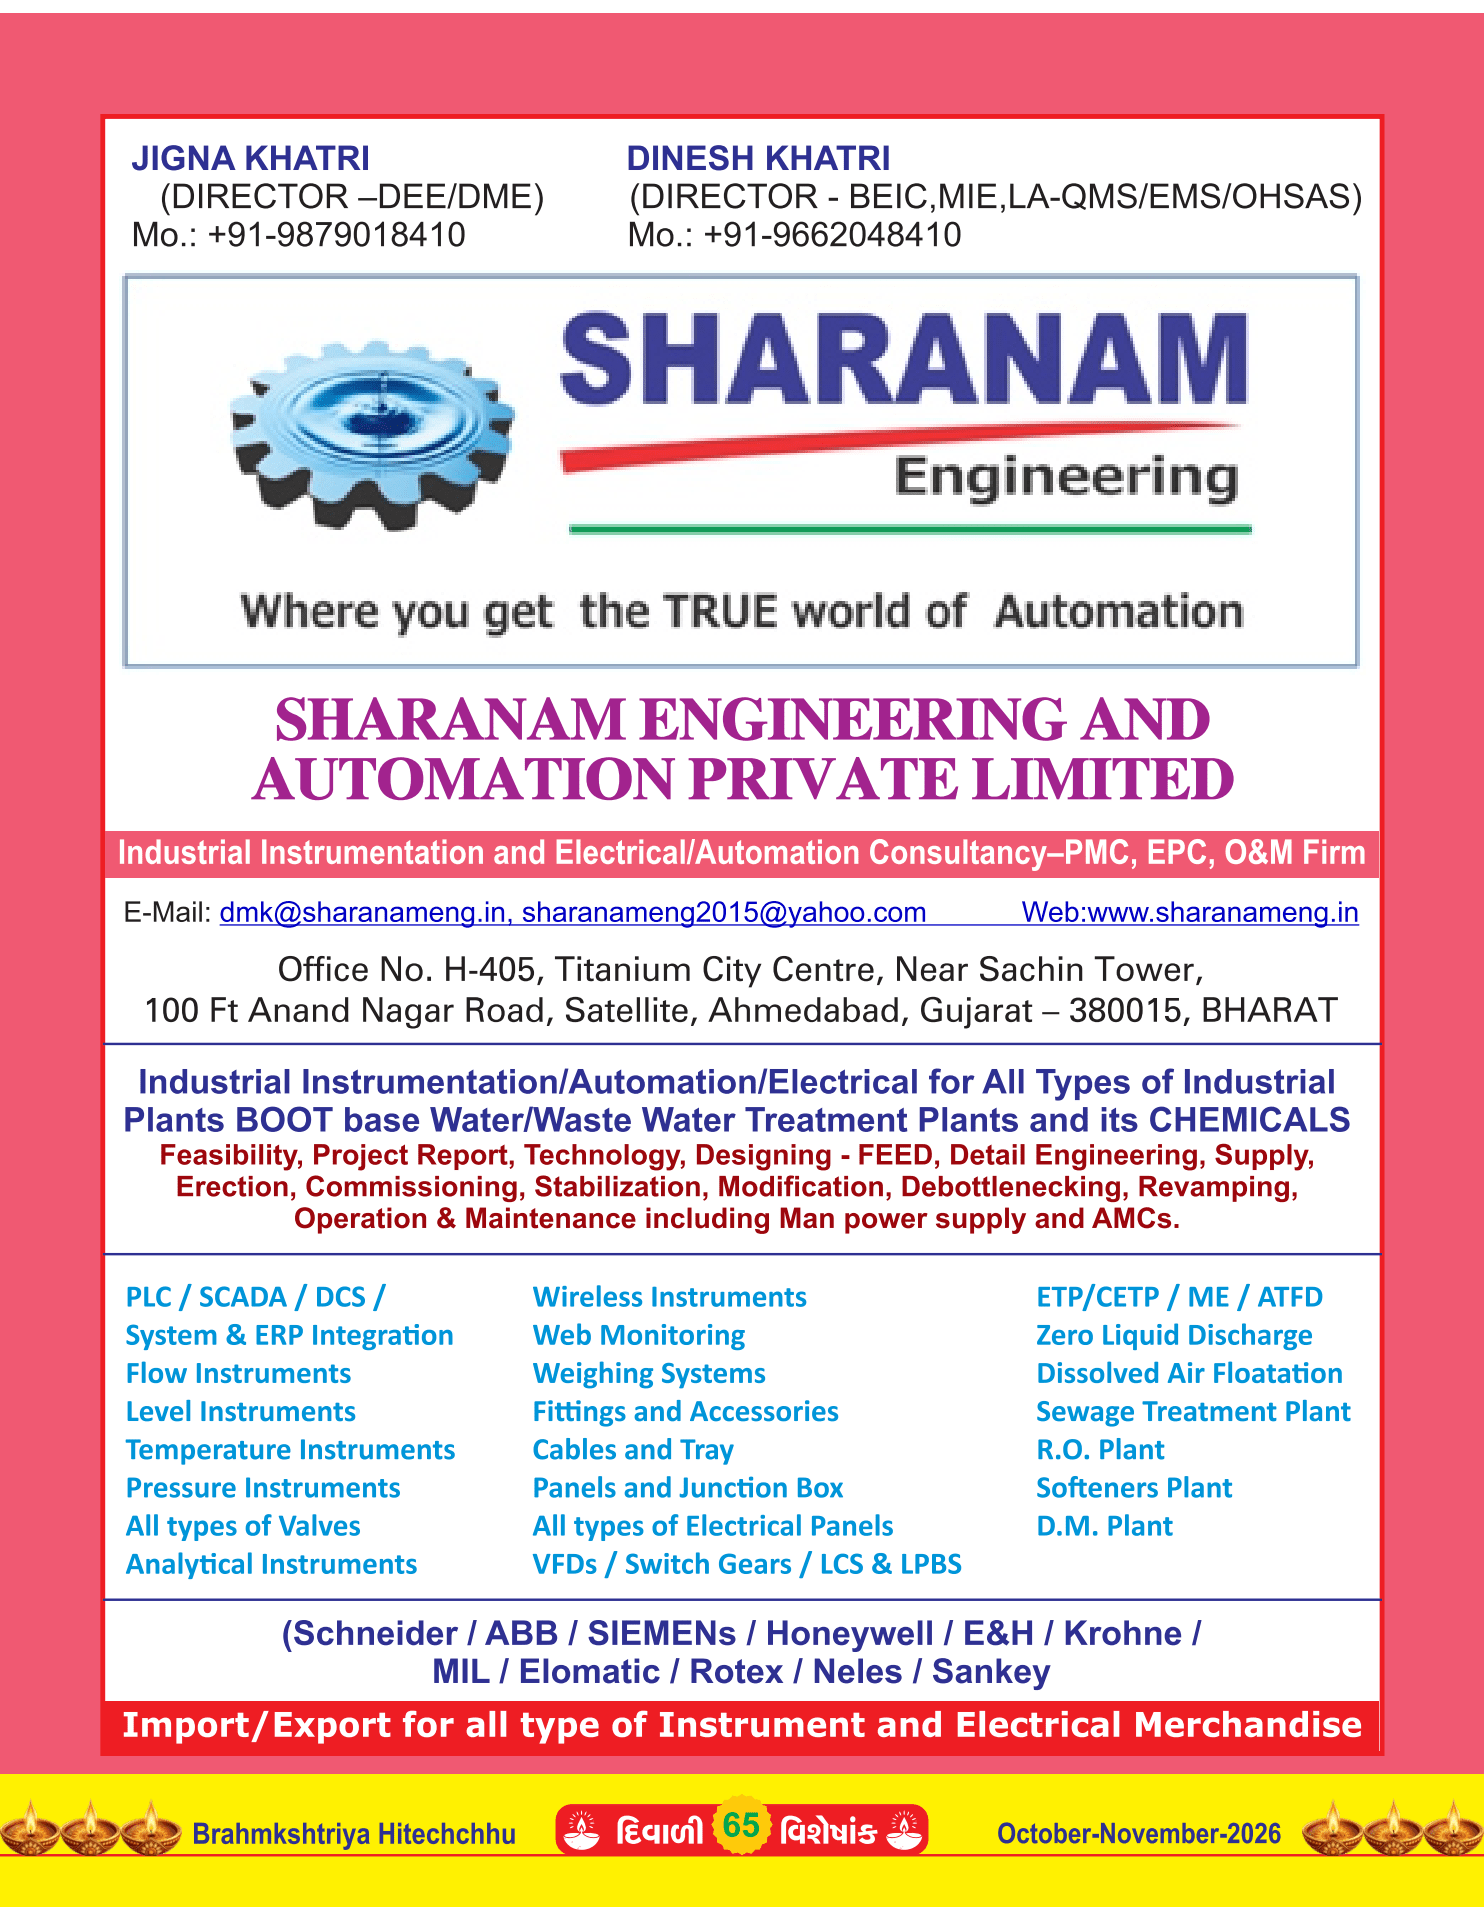 JIGNA KHATRI
(DIRECTOR –DEE/DME)
Mo.: +91-9879018410
DINESH KHATRI
(DIRECTOR - BEIC,MIE,LA-QMS/EMS/OHSAS)
Mo.: +91-9662048410
SHARANAM
Engineering
Where you get the TRUE world of Automation
SHARANAM ENGINEERING AND
AUTOMATION PRIVATE LIMITED
Industrial Instrumentation and Electrical/Automation Consultancy–PMC, EPC, O&M Firm
E-Mail: dmk@sharanameng.in, sharanameng2015@yahoo.com Web:www.sharanameng.in
Office No. H-405, Titanium City Centre, Near Sachin Tower,
100 Ft Anand Nagar Road, Satellite, Ahmedabad, Gujarat – 380015, BHARAT
Industrial Instrumentation/Automation/Electrical for All Types of Industrial
Plants BOOT base Water/Waste Water Treatment Plants and its CHEMICALS
Feasibility, Project Report, Technology, Designing - FEED, Detail Engineering, Supply,
Erection, Commissioning, Stabilization, Modification, Debottlenecking, Revamping,
Operation & Maintenance including Man power supply and AMCs.
PLC / SCADA / DCS /
System & ERP Integration
Flow Instruments
Level Instruments
Temperature Instruments
Pressure Instruments
All types of Valves
Analytical Instruments
Wireless Instruments
Web Monitoring
Weighing Systems
Fittings and Accessories
Cables and Tray
Panels and Junction Box
All types of Electrical Panels
VFDs / Switch Gears / LCS & LPBS
ETP/CETP / ME / ATFD
Zero Liquid Discharge
Dissolved Air Floatation
Sewage Treatment Plant
R.O. Plant
Softeners Plant
D.M. Plant
(Schneider / ABB / SIEMENs / Honeywell / E&H / Krohne /
MIL / Elomatic / Rotex / Neles / Sankey
Import/Export for all type of Instrument and Electrical Merchandise
Brahmkshtriya Hitechchhu દિવાળી 65 વિશેષાંક October-November-2026